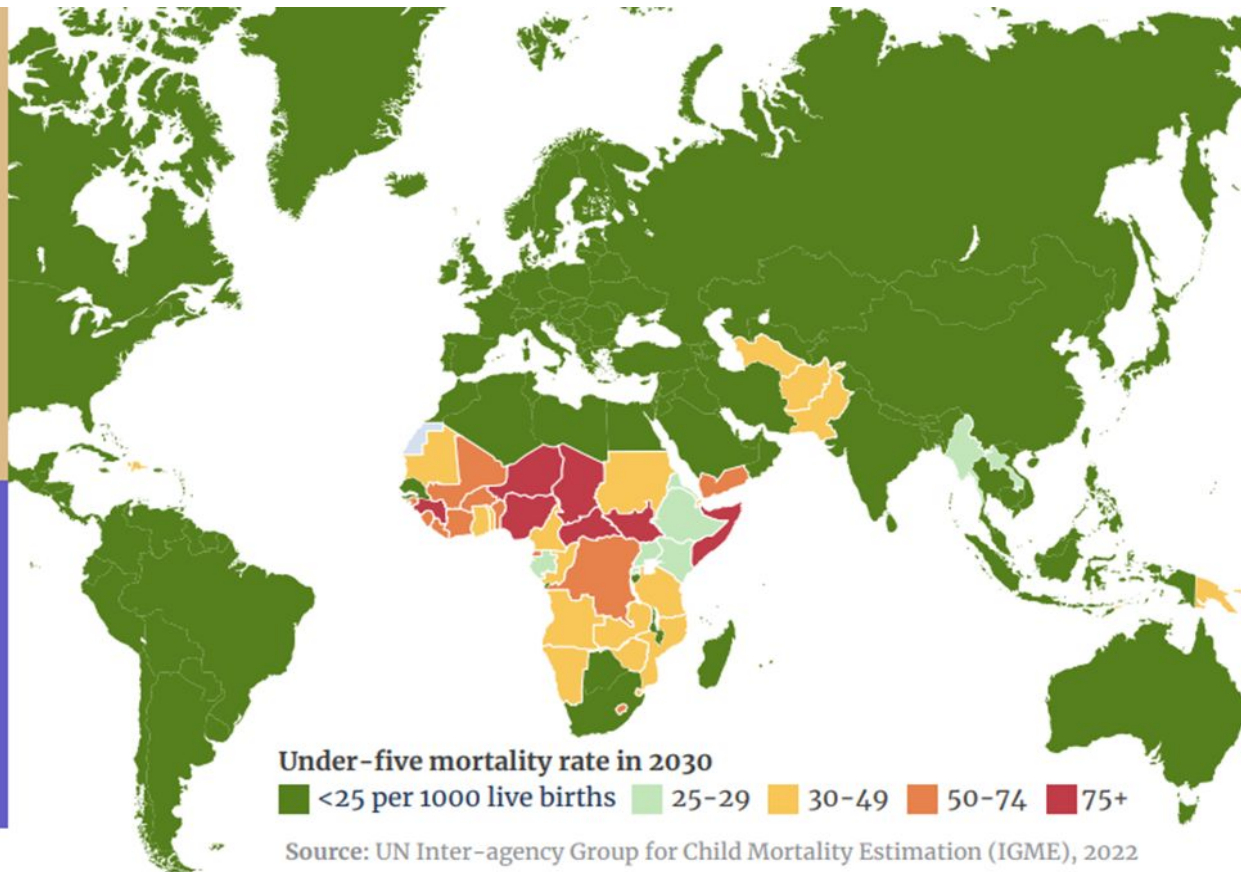 Under-five mortality rate in 2030
<25 per 1000 live births 25-29 30-49 50-74 75+
Source: UN Inter-agency Group for Child Mortality Estimation (IGME), 2022